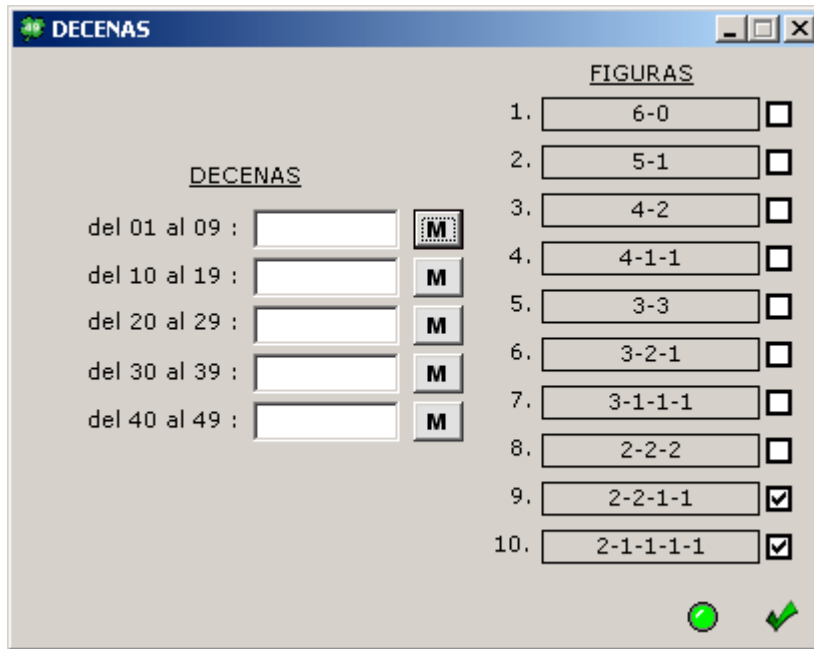 49 DECENAS
FIGURAS
1. 6-0
2. 5-1
3. 4-2
4. 4-1-1
5. 3-3
6. 3-2-1
7. 3-1-1-1
8. 2-2-2
9. 2-2-1-1
10. 2-1-1-1-1
DECENAS
del 01 al 09 : M
del 10 al 19 : M
del 20 al 29 : M
del 30 al 39 : M
del 40 al 49 : M